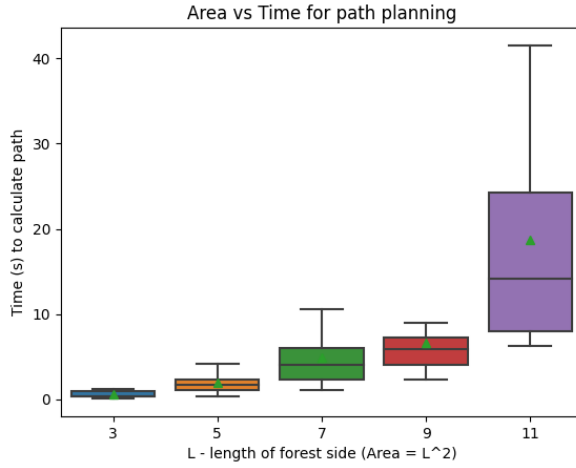 Area vs Time for path planning
Time (s) to calculate path
40
30
20
10
0
3 5 7 9 11
L - length of forest side (Area = L^2)